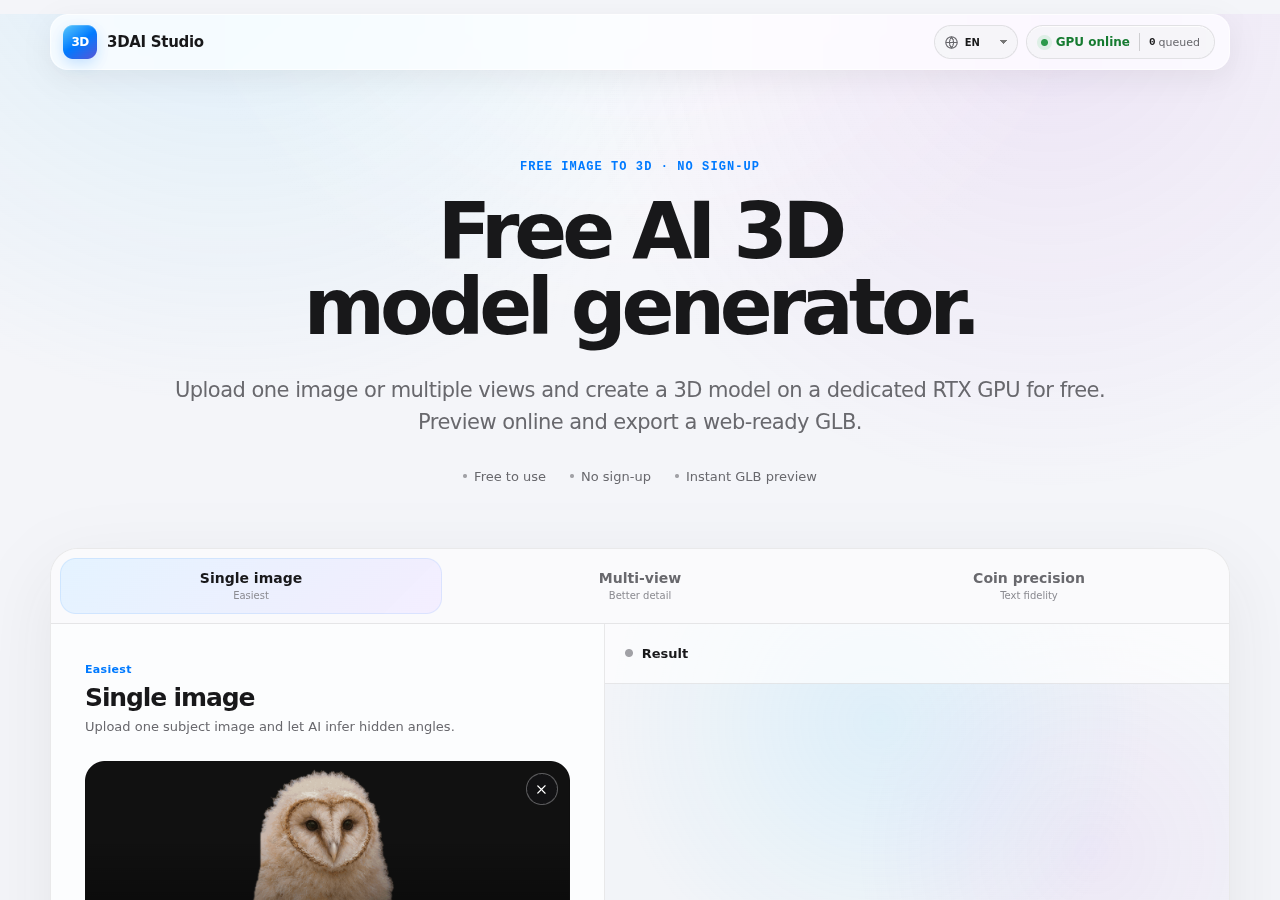 3D
3DAI Studio
EN
GPU online
0 queued
FREE IMAGE TO 3D · NO SIGN-UP
Free AI 3D
model generator.
Upload one image or multiple views and create a 3D model on a dedicated RTX GPU for free.
Preview online and export a web-ready GLB.
• Free to use • No sign-up • Instant GLB preview
Single image
Easiest
Multi-view
Better detail
Coin precision
Text fidelity
Easiest
Single image
Upload one subject image and let AI infer hidden angles.
Result